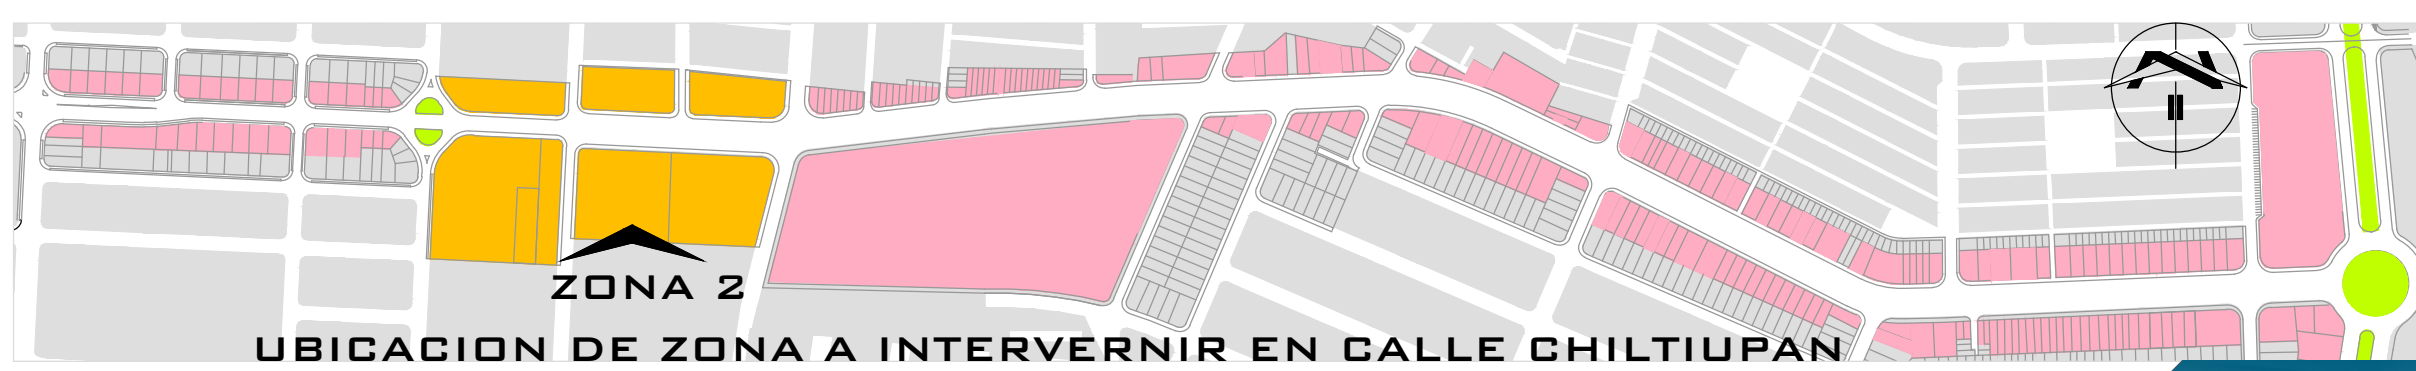 ZONA 2
UBICACION DE ZONA A INTERVERNIR EN CALLE CHILTIUPAN